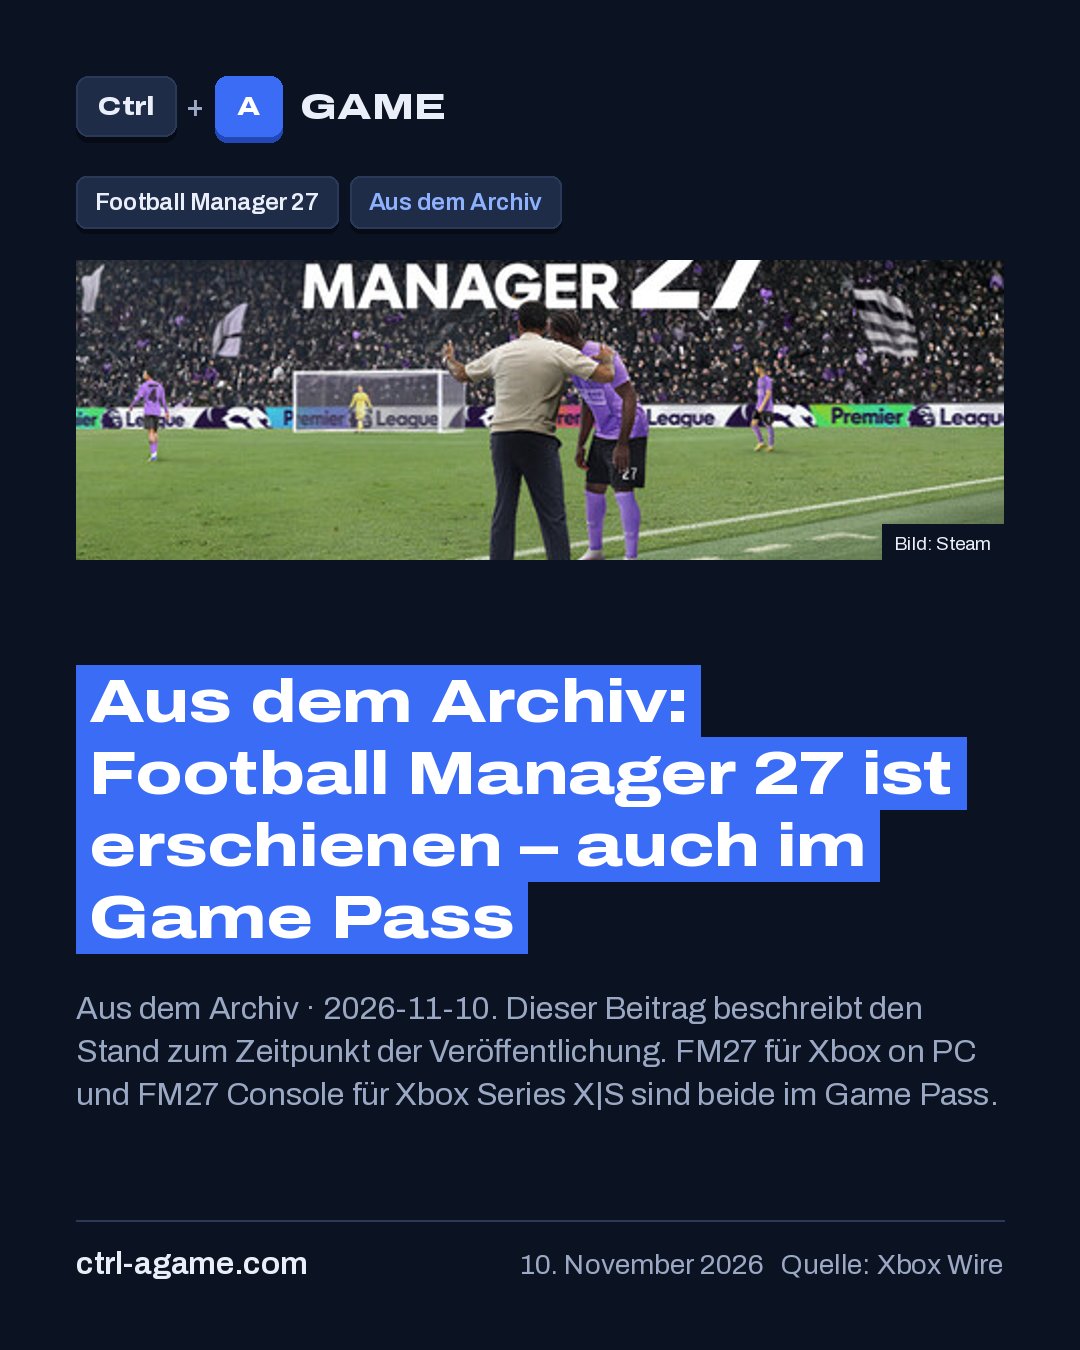 Ctrl + A GAME
Football Manager 27 Aus dem Archiv
MANAGER 27
4
Premier League Premier League
League Premier League
27
Bild: Steam
Aus dem Archiv:
Football Manager 27 ist
erschienen – auch im
Game Pass
Aus dem Archiv · 2026-11-10. Dieser Beitrag beschreibt den
Stand zum Zeitpunkt der Veröffentlichung. FM27 für Xbox on PC
und FM27 Console für Xbox Series X|S sind beide im Game Pass.
ctrl-agame.com 10. November 2026 Quelle: Xbox Wire